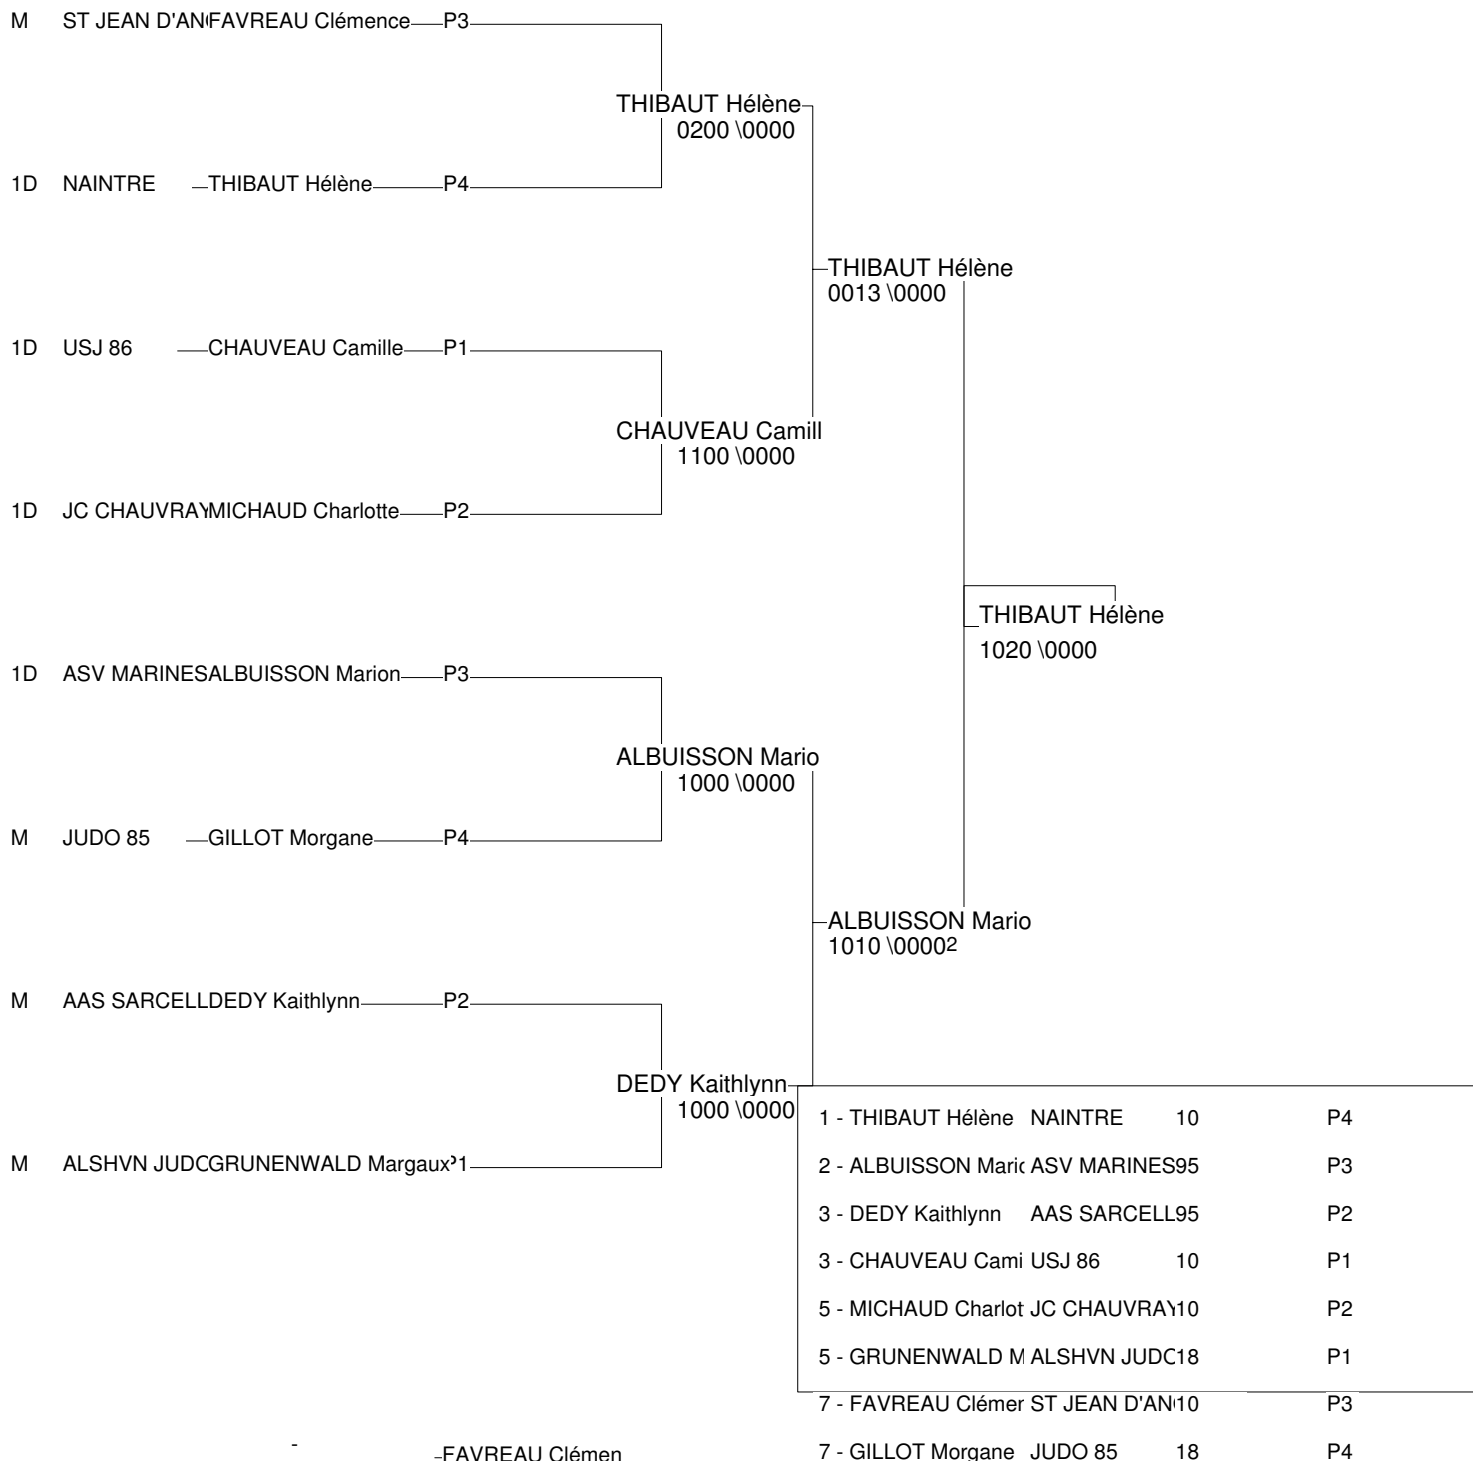 M ST JEAN D'AN FAVREAU Clémence P3
THIBAUT Hélène
0200 \0000
1D NAINTRE THIBAUT Hélène P4
THIBAUT Hélène
0013 \0000
1D USJ 86 CHAUVEAU Camille P1
CHAUVEAU Camill
1100 \0000
1D JC CHAUVRAY MICHAUD Charlotte P2
THIBAUT Hélène
1020 \0000
1D ASV MARINES ALBUISSON Marion P3
ALBUISSON Mario
1000 \0000
M JUDO 85 GILLOT Morgane P4
ALBUISSON Mario
1010 \00002
M AAS SARCELL DEDY Kaithlynn P2
DEDY Kaithlynn
1000 \0000
M ALSHVN JUDO GRUNENWALD Margaux P1
1 - THIBAUT Hélène NAINTRE 10 P4
2 - ALBUISSON Mario ASV MARINES 95 P3
3 - DEDY Kaithlynn AAS SARCELL 95 P2
3 - CHAUVEAU Cami USJ 86 10 P1
5 - MICHAUD Charlot JC CHAUVRAY 10 P2
5 - GRUNENWALD M ALSHVN JUDO 18 P1
7 - FAVREAU Clémen ST JEAN D'AN 10 P3
7 - GILLOT Morgane JUDO 85 18 P4
-
FAVREAU Clémen